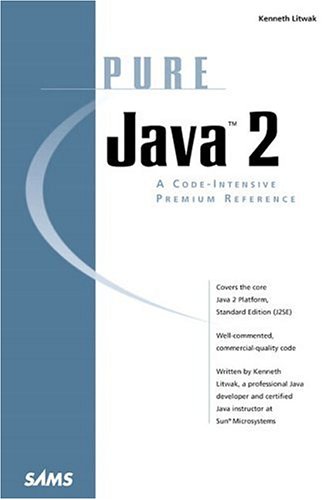 Kenneth Litwak
PURE
Java™ 2
A Code-Intensive
Premium Reference
Covers the core
Java 2 Platform,
Standard Edition (J2SE)
Well-commented,
commercial-quality code
Written by Kenneth
Litwak, a professional Java
developer and certified
Java instructor at
Sun® Microsystems
SAMS